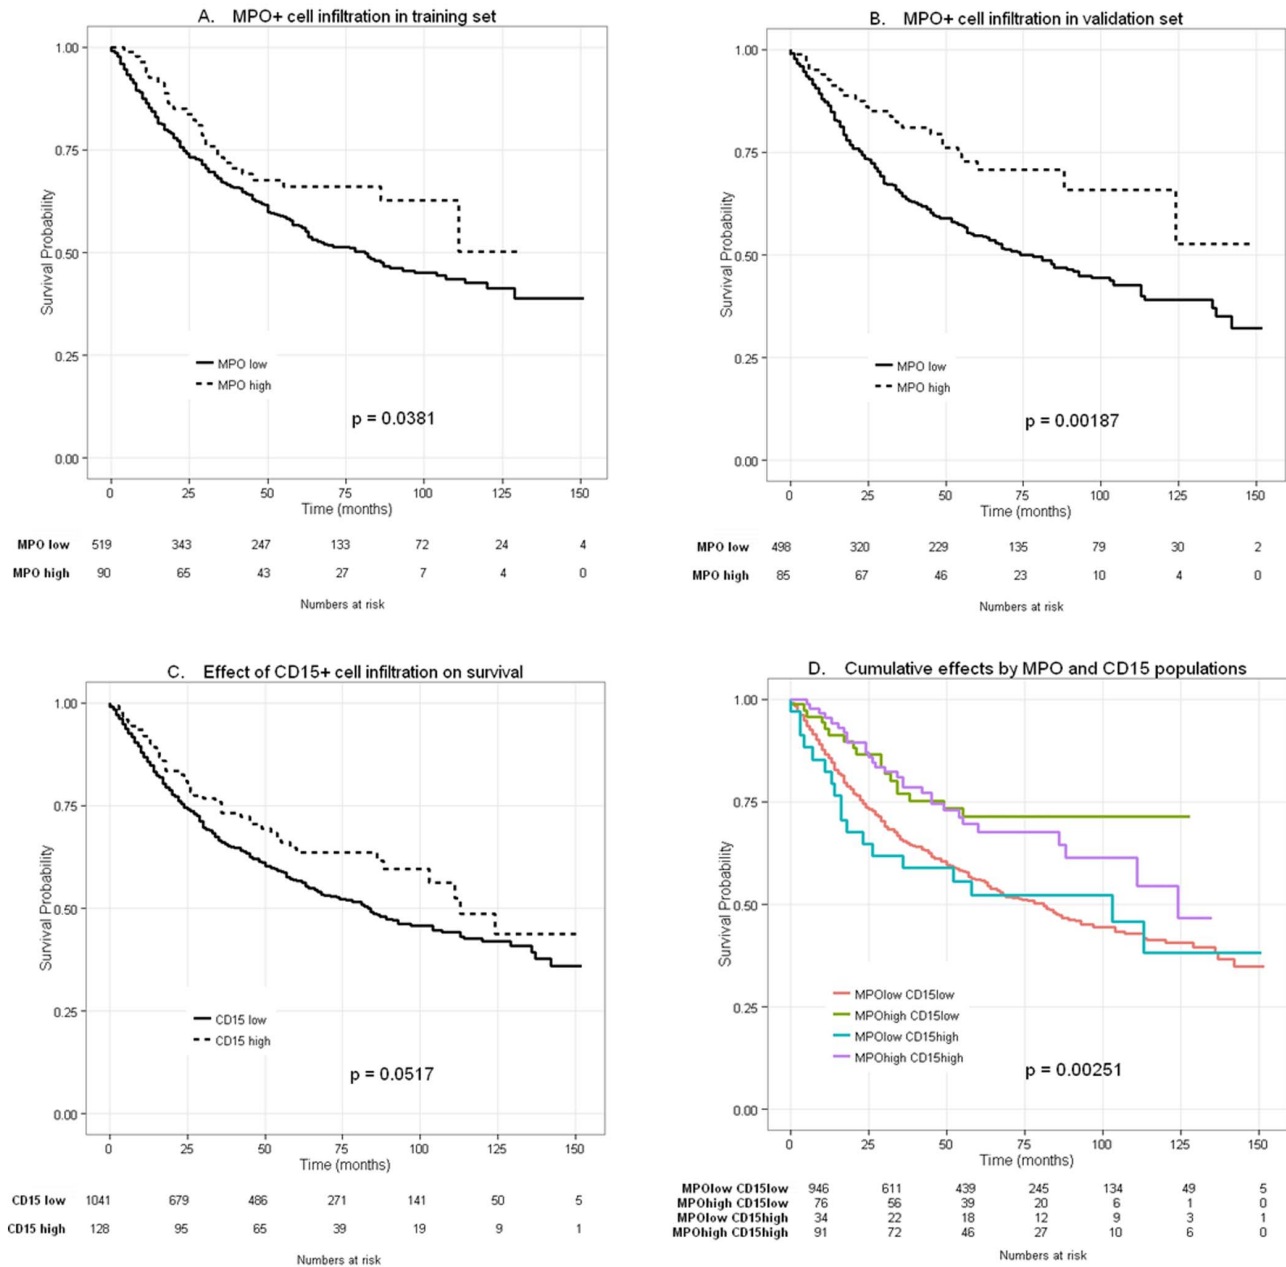 A. MPO+ cell infiltration in training set
1.00
0.75
0.50
0.25
0.00
Survival Probability
MPO low
MPO high
p = 0.0381
0 25 50 75 100 125 150
Time (months)
MPO low 519 343 247 133 72 24 4
MPO high 90 65 43 27 7 4 0
Numbers at risk
B. MPO+ cell infiltration in validation set
1.00
0.75
0.50
0.25
0.00
Survival Probability
MPO low
MPO high
p = 0.00187
0 25 50 75 100 125 150
Time (months)
MPO low 498 320 229 135 79 30 2
MPO high 85 67 46 23 10 4 0
Numbers at risk
C. Effect of CD15+ cell infiltration on survival
1.00
0.75
0.50
0.25
0.00
Survival Probability
CD15 low
CD15 high
p = 0.0517
0 25 50 75 100 125 150
Time (months)
CD15 low 1041 679 486 271 141 50 5
CD15 high 128 95 65 39 19 9 1
Numbers at risk
D. Cumulative effects by MPO and CD15 populations
1.00
0.75
0.50
0.25
0.00
Survival Probability
MPOlow CD15low
MPOhigh CD15low
MPOlow CD15high
MPOhigh CD15high
p = 0.00251
0 25 50 75 100 125 150
Time (months)
MPOlow CD15low 946 611 439 245 134 49 5
MPOhigh CD15low 76 56 39 20 6 1 0
MPOlow CD15high 34 22 18 12 9 3 1
MPOhigh CD15high 91 72 46 27 10 6 0
Numbers at risk